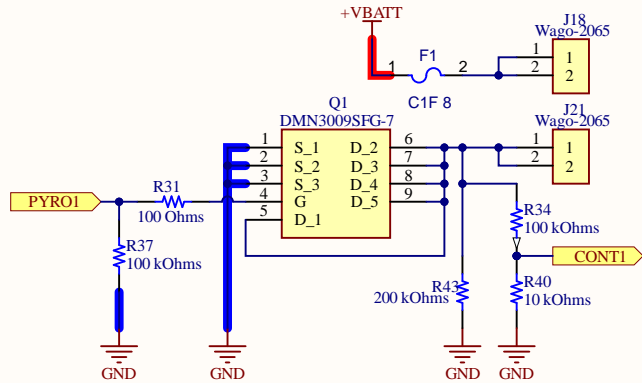 +VBATT
J18
Wago-2065
F1
1
2
1
1
2
2
C1F 8
Q1
DMN3009SFG-7
J21
Wago-2065
1
S_1
D_2
6
1
1
2
S_2
D_3
7
2
2
3
S_3
D_4
8
4
G
D_5
9
5
D_1
PYRO1
R31
100 Ohms
R37
100 kOhms
R34
100 kOhms
CONT1
R43
200 kOhms
R40
10 kOhms
GND
GND
GND
GND